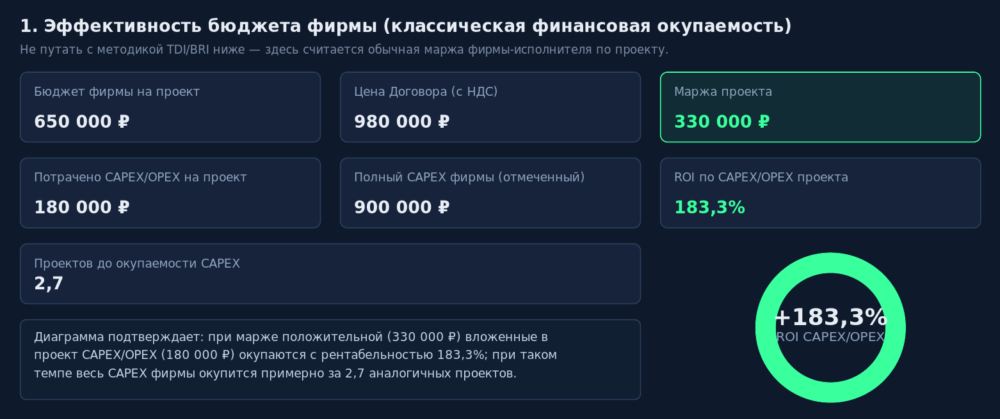 1. Эффективность бюджета фирмы (классическая финансовая окупаемость)
Не путать с методикой TDI/BRI ниже — здесь считается обычная маржа фирмы-исполнителя по проекту.
Бюджет фирмы на проект
650 000 ₽
Цена Договора (с НДС)
980 000 ₽
Маржа проекта
330 000 ₽
Потрачено CAPEX/OPEX на проект
180 000 ₽
Полный CAPEX фирмы (отмеченный)
900 000 ₽
ROI по CAPEX/OPEX проекта
183,3%
Проектов до окупаемости CAPEX
2,7
Диаграмма подтверждает: при марже положительной (330 000 ₽) вложенные в
проект CAPEX/OPEX (180 000 ₽) окупаются с рентабельностью 183,3%; при таком
темпе весь CAPEX фирмы окупится примерно за 2,7 аналогичных проектов.
+183,3%
ROI CAPEX/OPEX